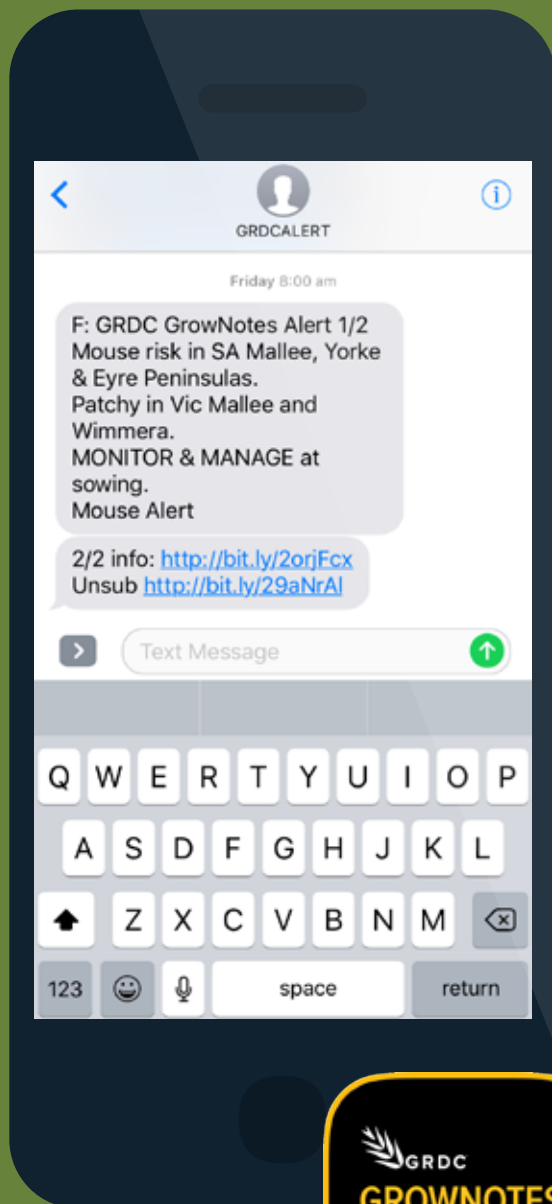 GRDCALERT
Friday 8:00 am
F: GRDC GrowNotes Alert 1/2
Mouse risk in SA Mallee, Yorke
& Eyre Peninsulas.
Patchy in Vic Mallee and
Wimmera.
MONITOR & MANAGE at
sowing.
Mouse Alert
2/2 info: http://bit.ly/2orjFcx
Unsub http://bit.ly/29aNrAl
Text Message
Q W E R T Y U I O P
A S D F G H J K L
Z X C V B N M
123 space return
GRDC
GROWNOTES